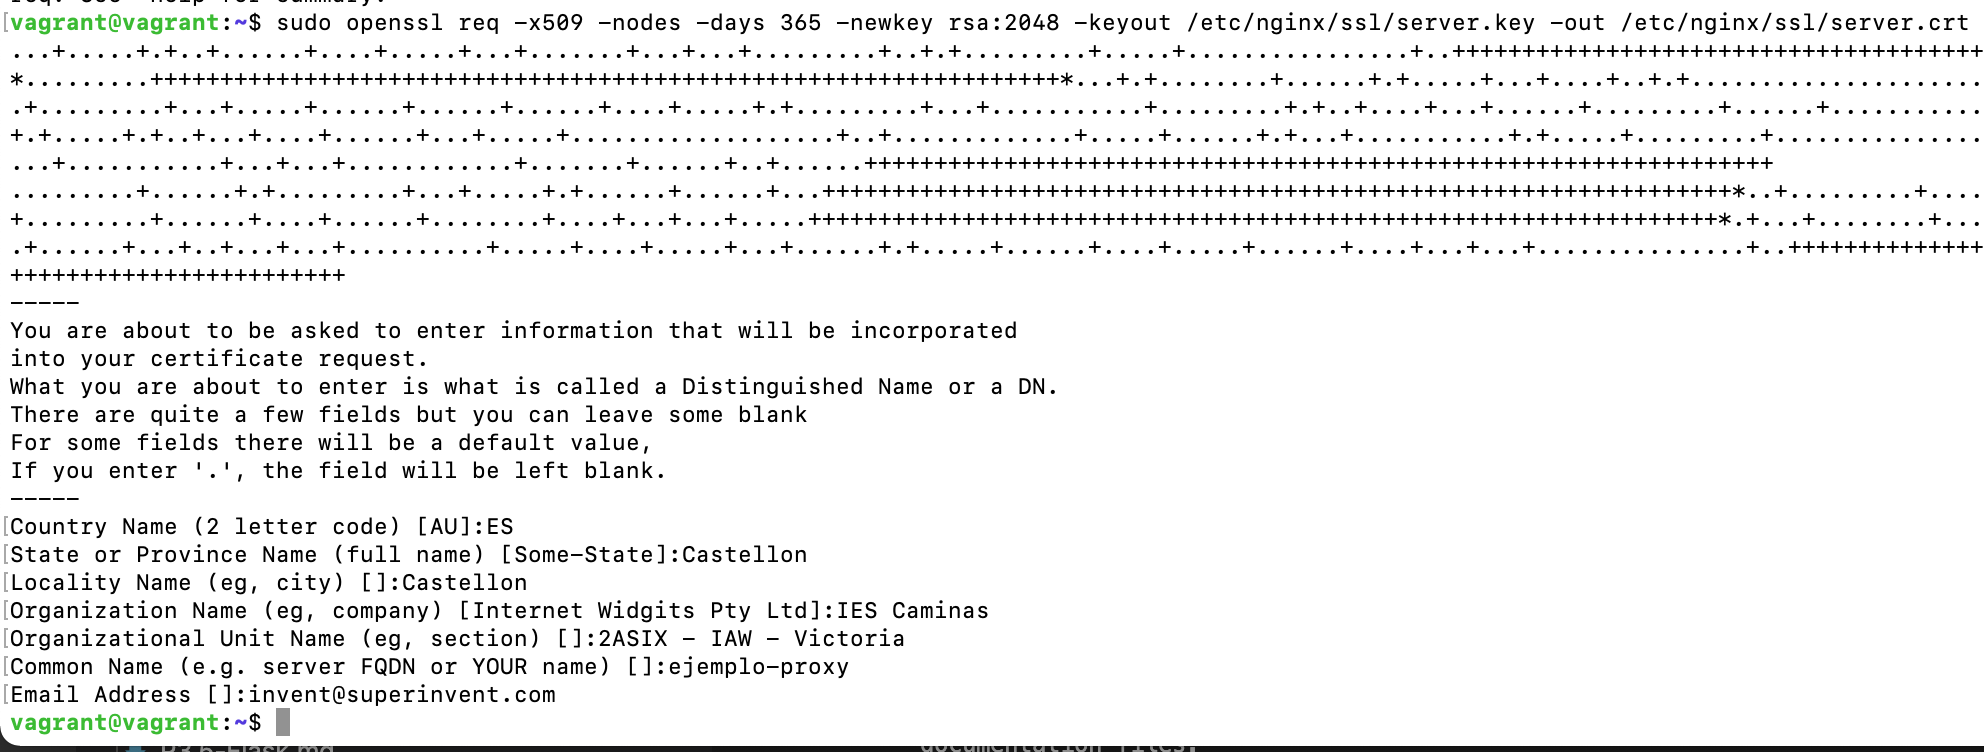 vagrant@vagrant:~$ sudo openssl req -x509 -nodes -days 365 -newkey rsa:2048 -keyout /etc/nginx/ssl/server.key -out /etc/nginx/ssl/server.crt
-----
You are about to be asked to enter information that will be incorporated
into your certificate request.
What you are about to enter is what is called a Distinguished Name or a DN.
There are quite a few fields but you can leave some blank
For some fields there will be a default value,
If you enter '.', the field will be left blank.
-----
Country Name (2 letter code) [AU]:ES
State or Province Name (full name) [Some-State]:Castellon
Locality Name (eg, city) []:Castellon
Organization Name (eg, company) [Internet Widgits Pty Ltd]:IES Caminas
Organizational Unit Name (eg, section) []:2ASIX - IAW - Victoria
Common Name (e.g. server FQDN or YOUR name) []:ejemplo-proxy
Email Address []:invent@superinvent.com
vagrant@vagrant:~$